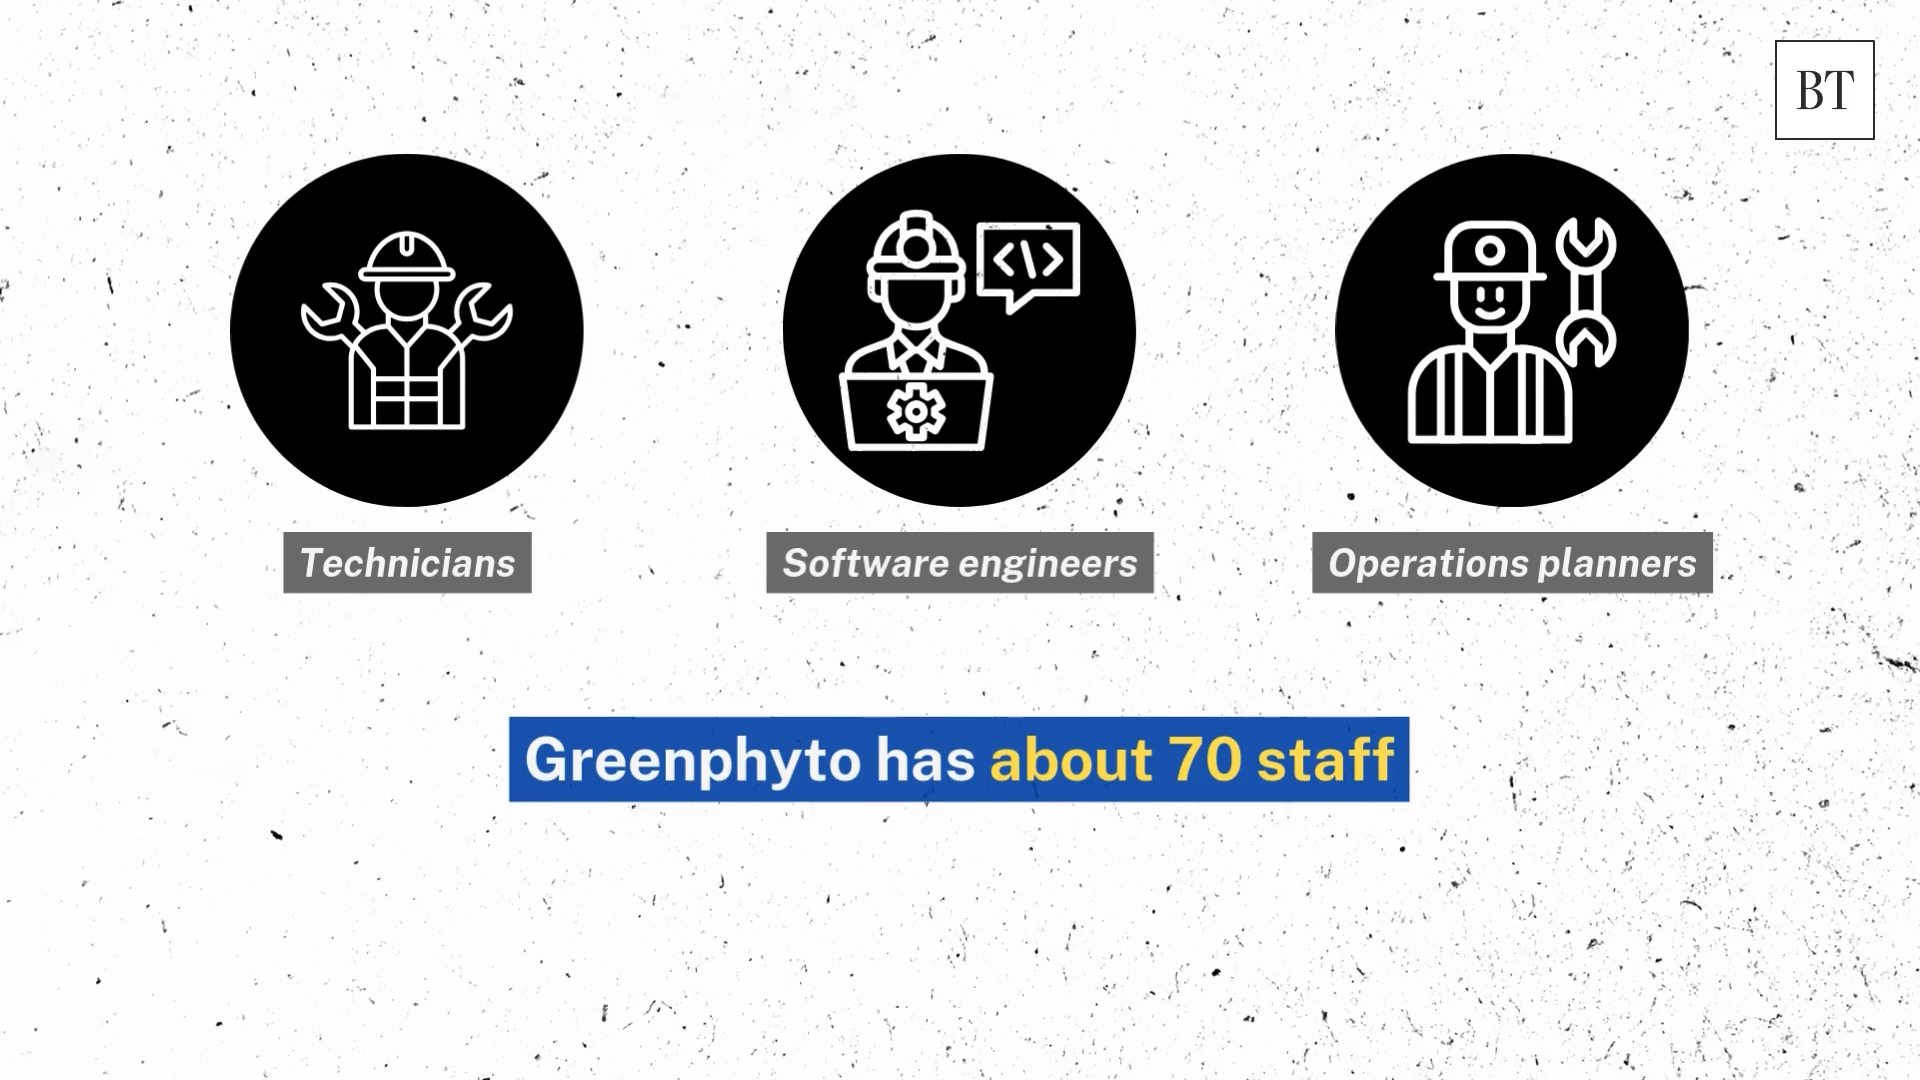 BT
</>
Technicians
Software engineers
Operations planners
Greenphyto has about 70 staff